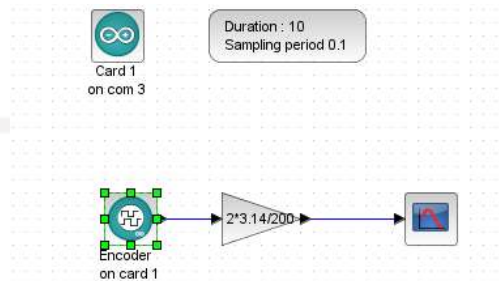 Duration : 10
Sampling period 0.1
Card 1
on com 3
2*3.14/200
Encoder
on card 1